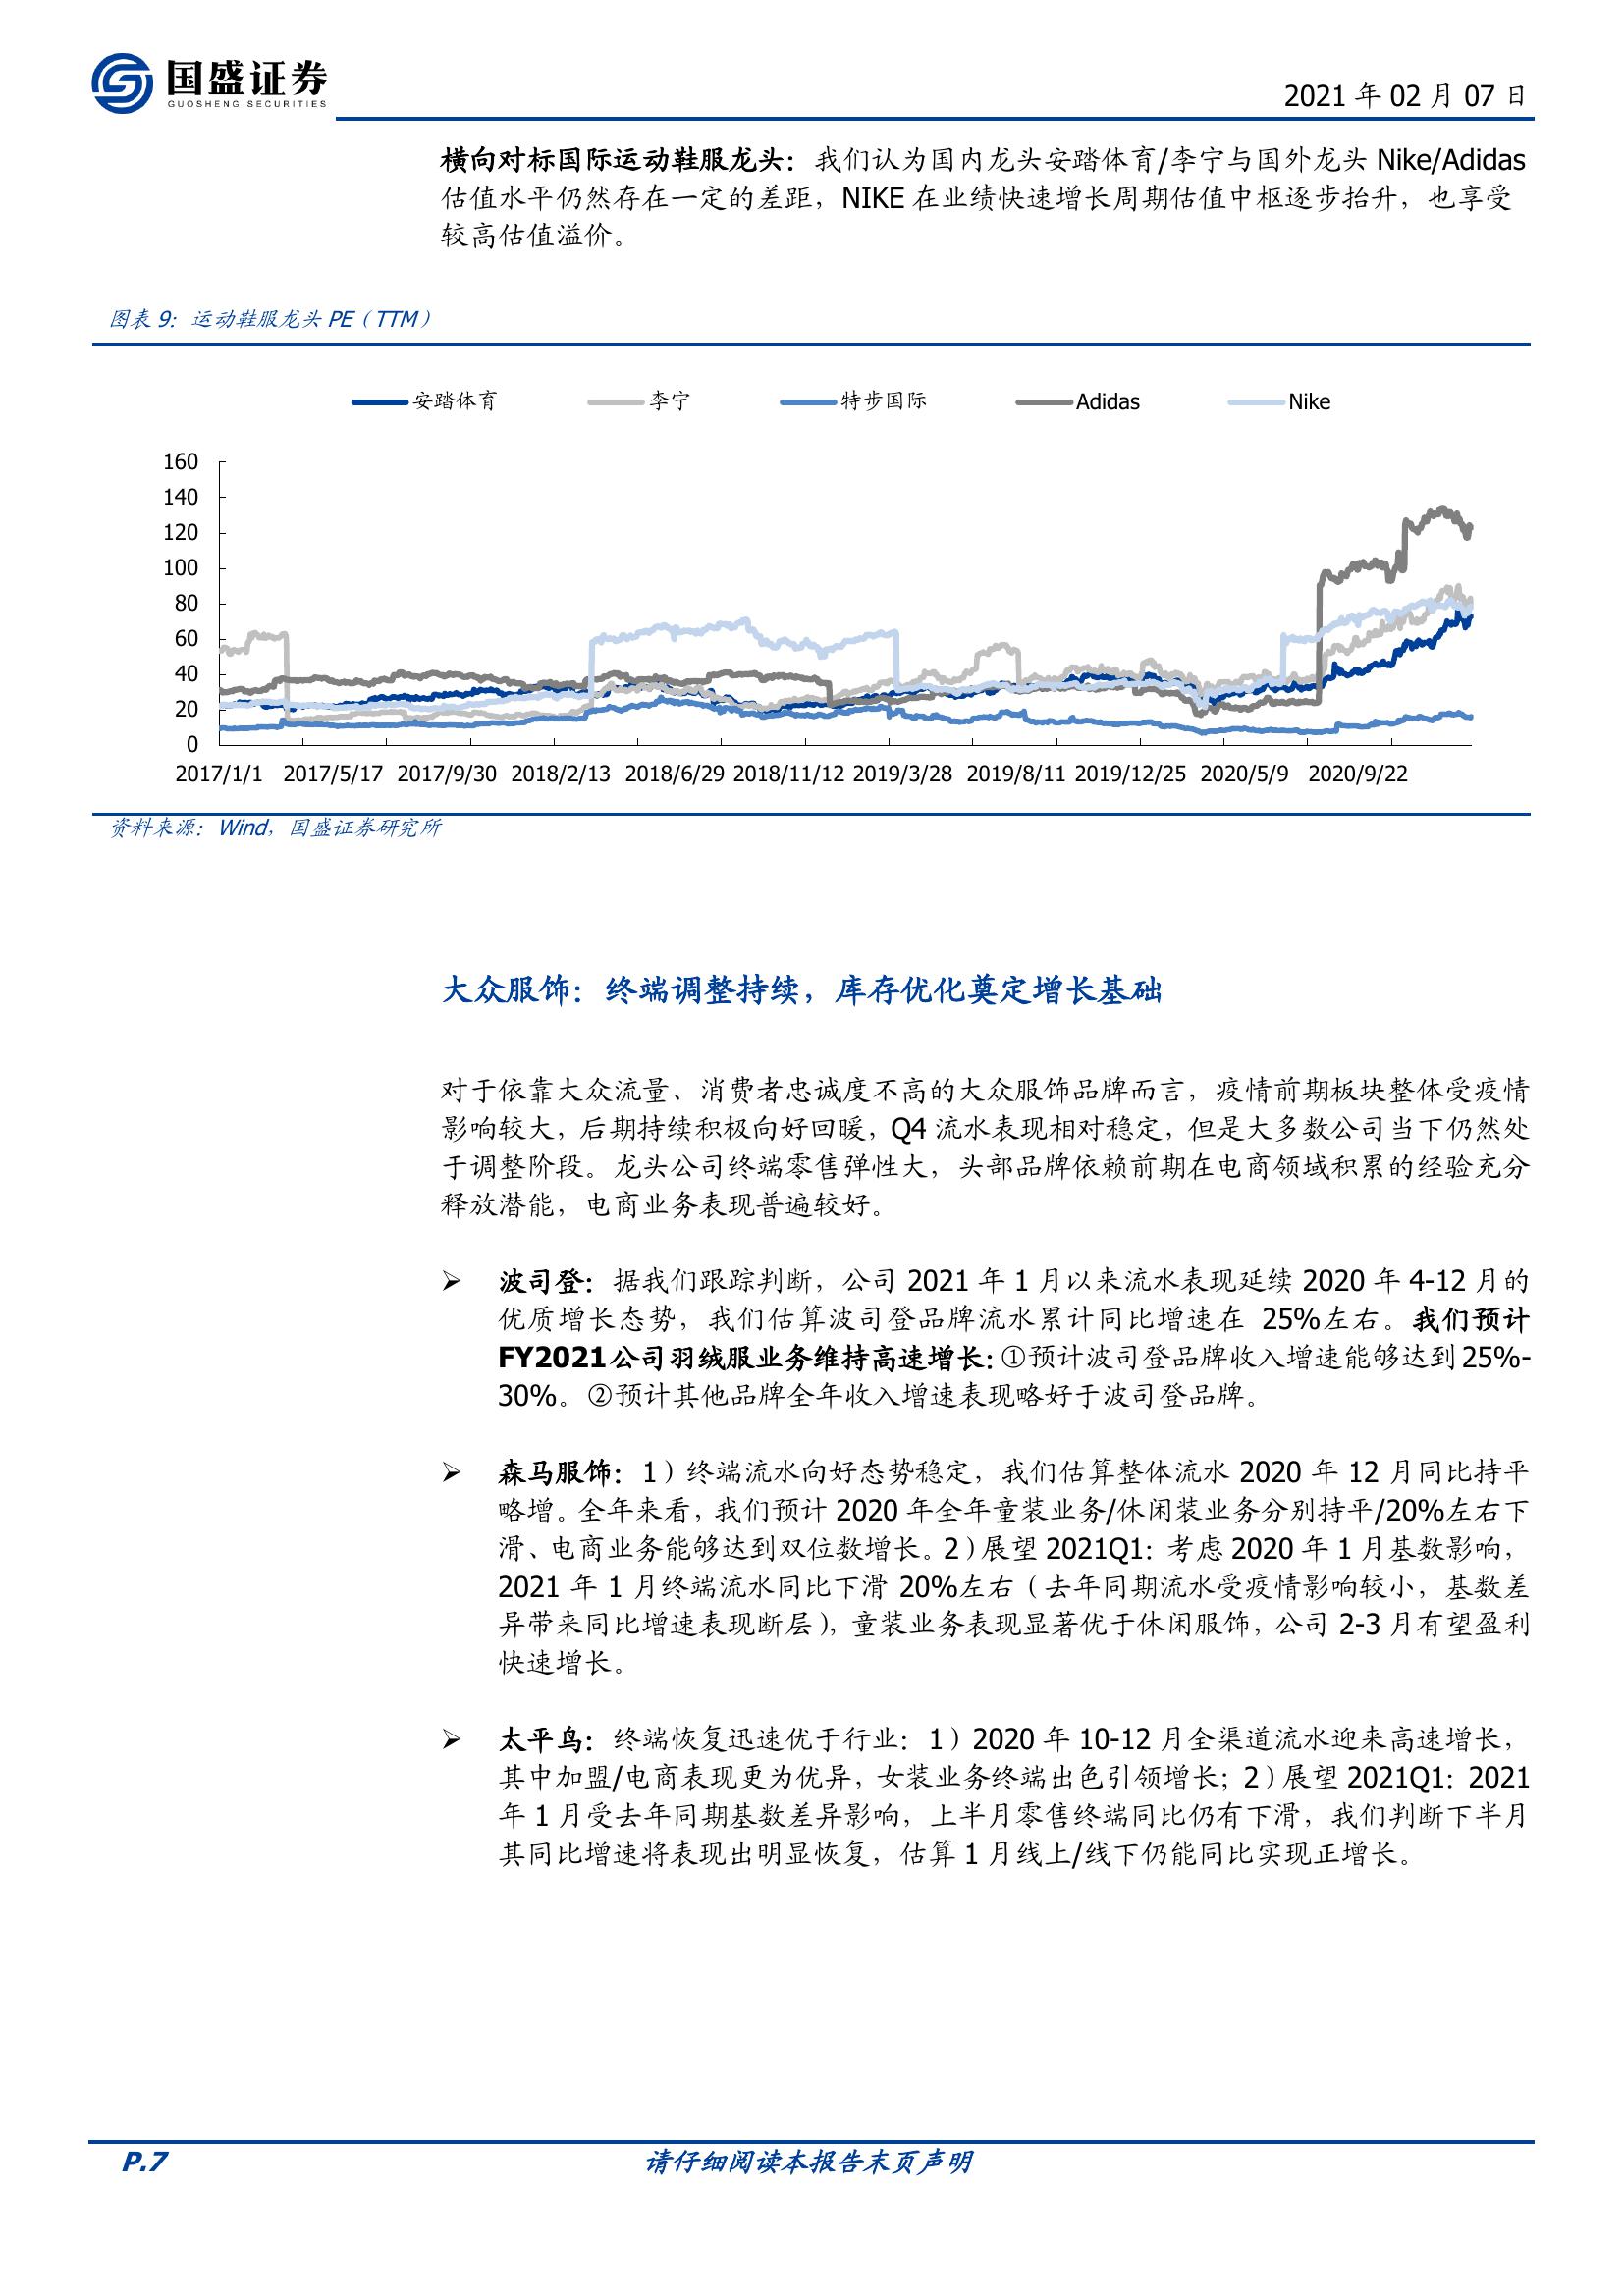 国盛证券
GUOSHENG SECURITIES
2021 年 02 月 07 日
横向对标国际运动鞋服龙头：我们认为国内龙头安踏体育/李宁与国外龙头 Nike/Adidas
估值水平仍然存在一定的差距，NIKE 在业绩快速增长周期估值中枢逐步抬升，也享受
较高估值溢价。
图表 9：运动鞋服龙头 PE（TTM）
安踏体育 李宁 特步国际 Adidas Nike
160
140
120
100
80
60
40
20
0
2017/1/1 2017/5/17 2017/9/30 2018/2/13 2018/6/29 2018/11/12 2019/3/28 2019/8/11 2019/12/25 2020/5/9 2020/9/22
资料来源：Wind，国盛证券研究所
大众服饰：终端调整持续，库存优化奠定增长基础
对于依靠大众流量、消费者忠诚度不高的大众服饰品牌而言，疫情前期板块整体受疫情
影响较大，后期持续积极向好回暖，Q4 流水表现相对稳定，但是大多数公司当下仍然处
于调整阶段。龙头公司终端零售弹性大，头部品牌依赖前期在电商领域积累的经验充分
释放潜能，电商业务表现普遍较好。
➢ 波司登：据我们跟踪判断，公司 2021 年 1 月以来流水表现延续 2020 年 4-12 月的
优质增长态势，我们估算波司登品牌流水累计同比增速在 25%左右。我们预计
FY2021公司羽绒服业务维持高速增长：①预计波司登品牌收入增速能够达到25%-
30%。②预计其他品牌全年收入增速表现略好于波司登品牌。
➢ 森马服饰：1）终端流水向好态势稳定，我们估算整体流水 2020 年 12 月同比持平
略增。全年来看，我们预计 2020 年全年童装业务/休闲装业务分别持平/20%左右下
滑、电商业务能够达到双位数增长。2）展望 2021Q1：考虑 2020 年 1 月基数影响，
2021 年 1 月终端流水同比下滑 20%左右（去年同期流水受疫情影响较小，基数差
异带来同比增速表现断层），童装业务表现显著优于休闲服饰，公司 2-3 月有望盈利
快速增长。
➢ 太平鸟：终端恢复迅速优于行业：1）2020 年 10-12 月全渠道流水迎来高速增长，
其中加盟/电商表现更为优异，女装业务终端出色引领增长；2）展望 2021Q1：2021
年 1 月受去年同期基数差异影响，上半月零售终端同比仍有下滑，我们判断下半月
其同比增速将表现出明显恢复，估算 1 月线上/线下仍能同比实现正增长。
P.7
请仔细阅读本报告末页声明